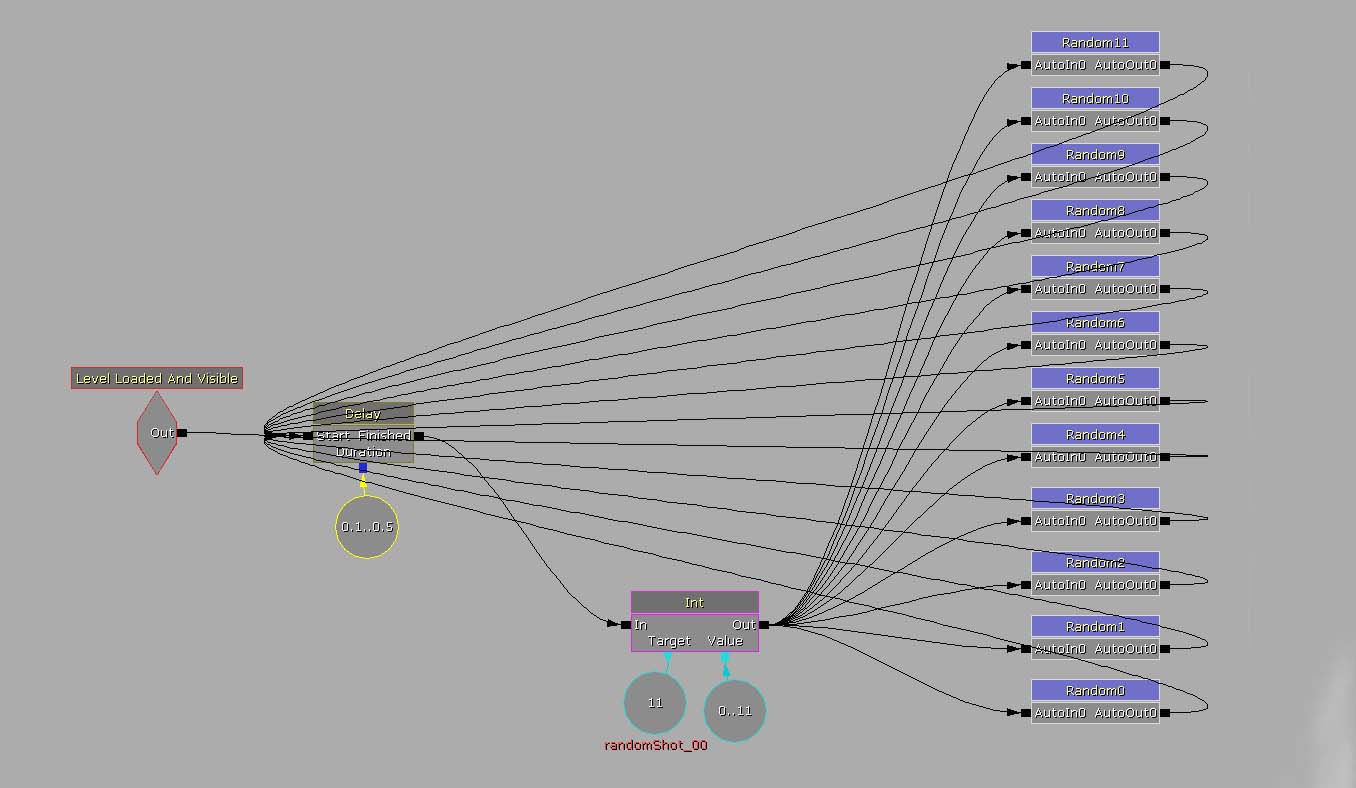 Level Loaded And Visible
Out
Delay
Start Finished
Duration
0.1..0.5
Int
In Out
Target Value
11
0..11
randomShot_00
Random11
AutoIn0 AutoOut0
Random10
AutoIn0 AutoOut0
Random9
AutoIn0 AutoOut0
Random8
AutoIn0 AutoOut0
Random7
AutoIn0 AutoOut0
Random6
AutoIn0 AutoOut0
Random5
AutoIn0 AutoOut0
Random4
AutoIn0 AutoOut0
Random3
AutoIn0 AutoOut0
Random2
AutoIn0 AutoOut0
Random1
AutoIn0 AutoOut0
Random0
AutoIn0 AutoOut0